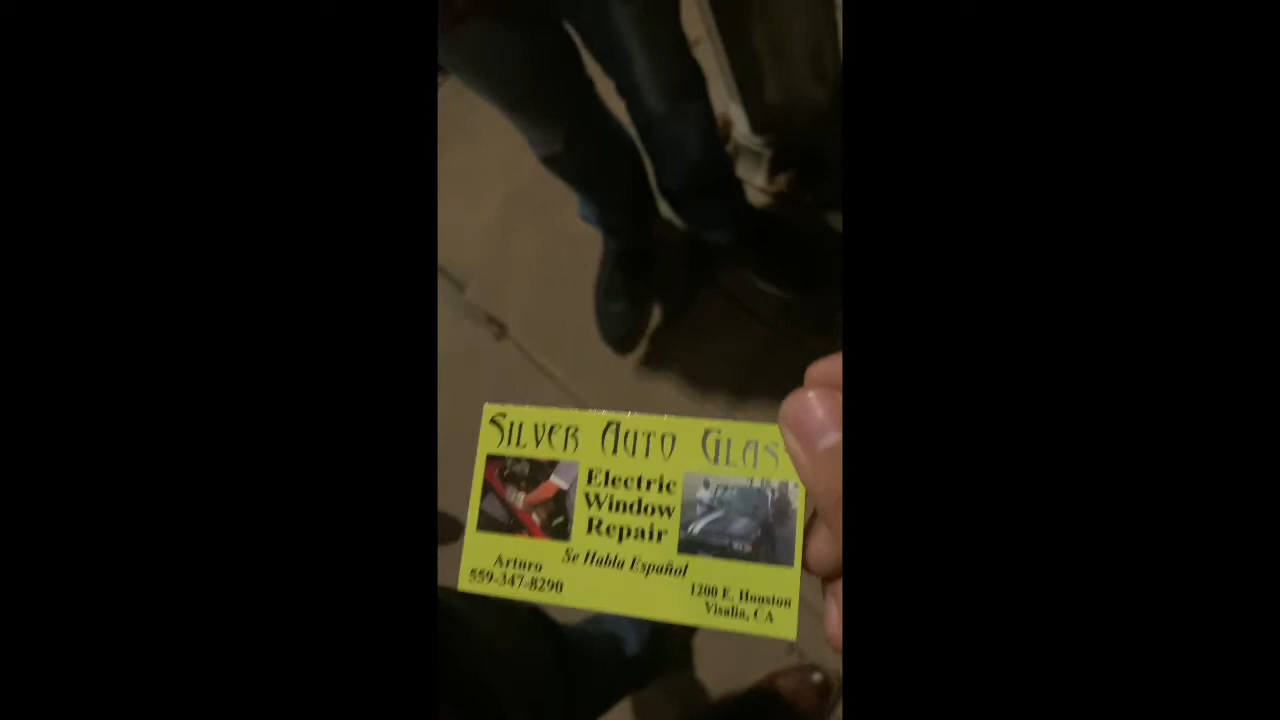 SILVER AUTO GLAS
Electric
Window
Repair
Se Habla Español
Arturo
559-347-8290
1200 E. Houston
Visalia, CA